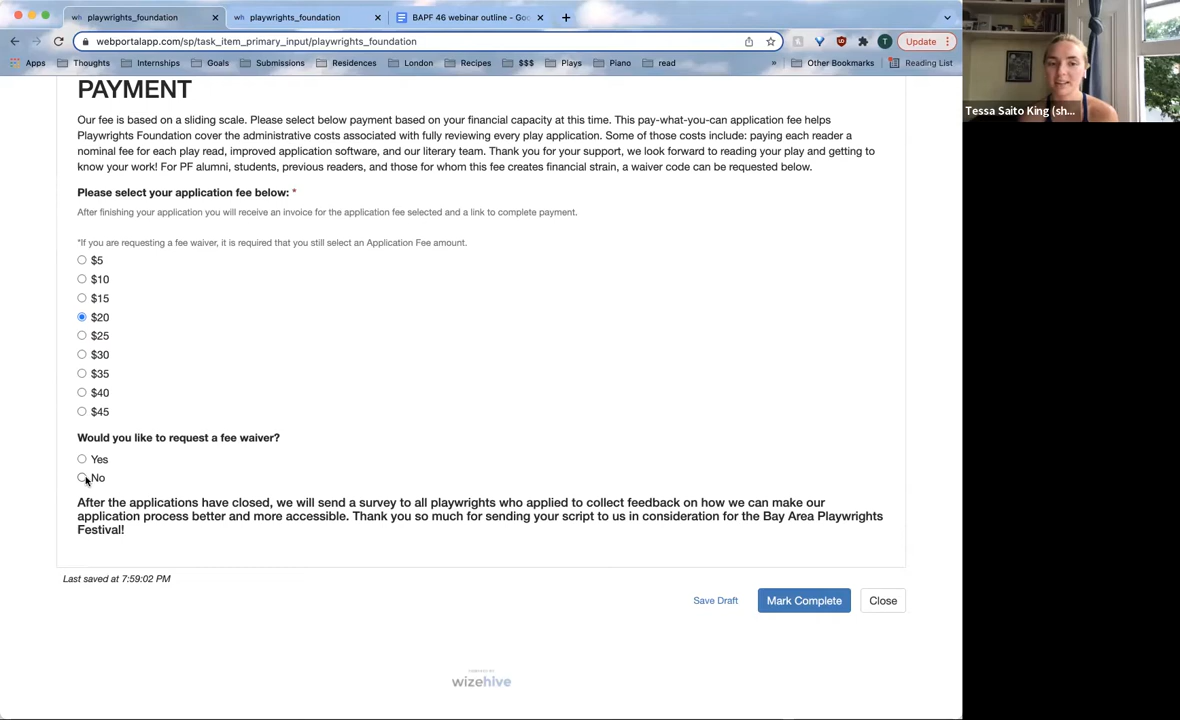 playwrights_foundation
playwrights_foundation
BAPF 46 webinar outline - Goo
webportalapp.com/sp/task_item_primary_input/playwrights_foundation
Update
Apps Thoughts Internships Goals Submissions Residences London Recipes $$$ Plays Piano read » Other Bookmarks Reading List
PAYMENT
Our fee is based on a sliding scale. Please select below payment based on your financial capacity at this time. This pay-what-you-can application fee helps
Playwrights Foundation cover the administrative costs associated with fully reviewing every play application. Some of those costs include: paying each reader a
nominal fee for each play read, improved application software, and our literary team. Thank you for your support, we look forward to reading your play and getting to
know your work! For PF alumni, students, previous readers, and those for whom this fee creates financial strain, a waiver code can be requested below.
Please select your application fee below: *
After finishing your application you will receive an invoice for the application fee selected and a link to complete payment.
*If you are requesting a fee waiver, it is required that you still select an Application Fee amount.
$5
$10
$15
$20
$25
$30
$35
$40
$45
Would you like to request a fee waiver?
Yes
No
After the applications have closed, we will send a survey to all playwrights who applied to collect feedback on how we can make our
application process better and more accessible. Thank you so much for sending your script to us in consideration for the Bay Area Playwrights
Festival!
Last saved at 7:59:02 PM
Save Draft Mark Complete Close
POWERED BY
wizehive
Tessa Saito King (sh...